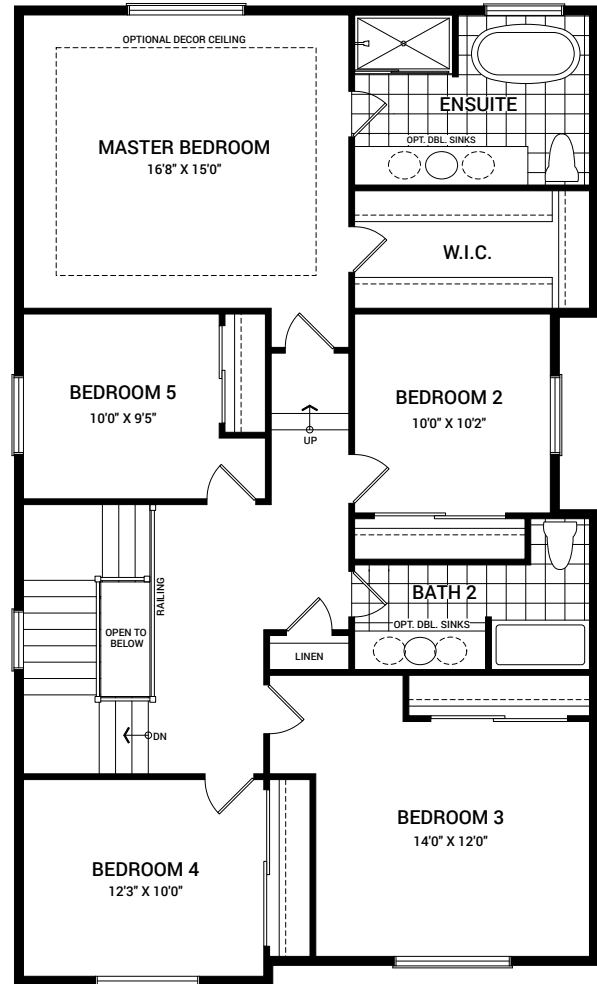 OPTIONAL DECOR CEILING
MASTER BEDROOM
16'8" X 15'0"
ENSUITE
OPT. DBL. SINKS
W.I.C.
BEDROOM 5
10'0" X 9'5"
BEDROOM 2
10'0" X 10'2"
UP
RAILING
OPEN TO
BELOW
BATH 2
OPT. DBL. SINKS
LINEN
DN
BEDROOM 3
14'0" X 12'0"
BEDROOM 4
12'3" X 10'0"